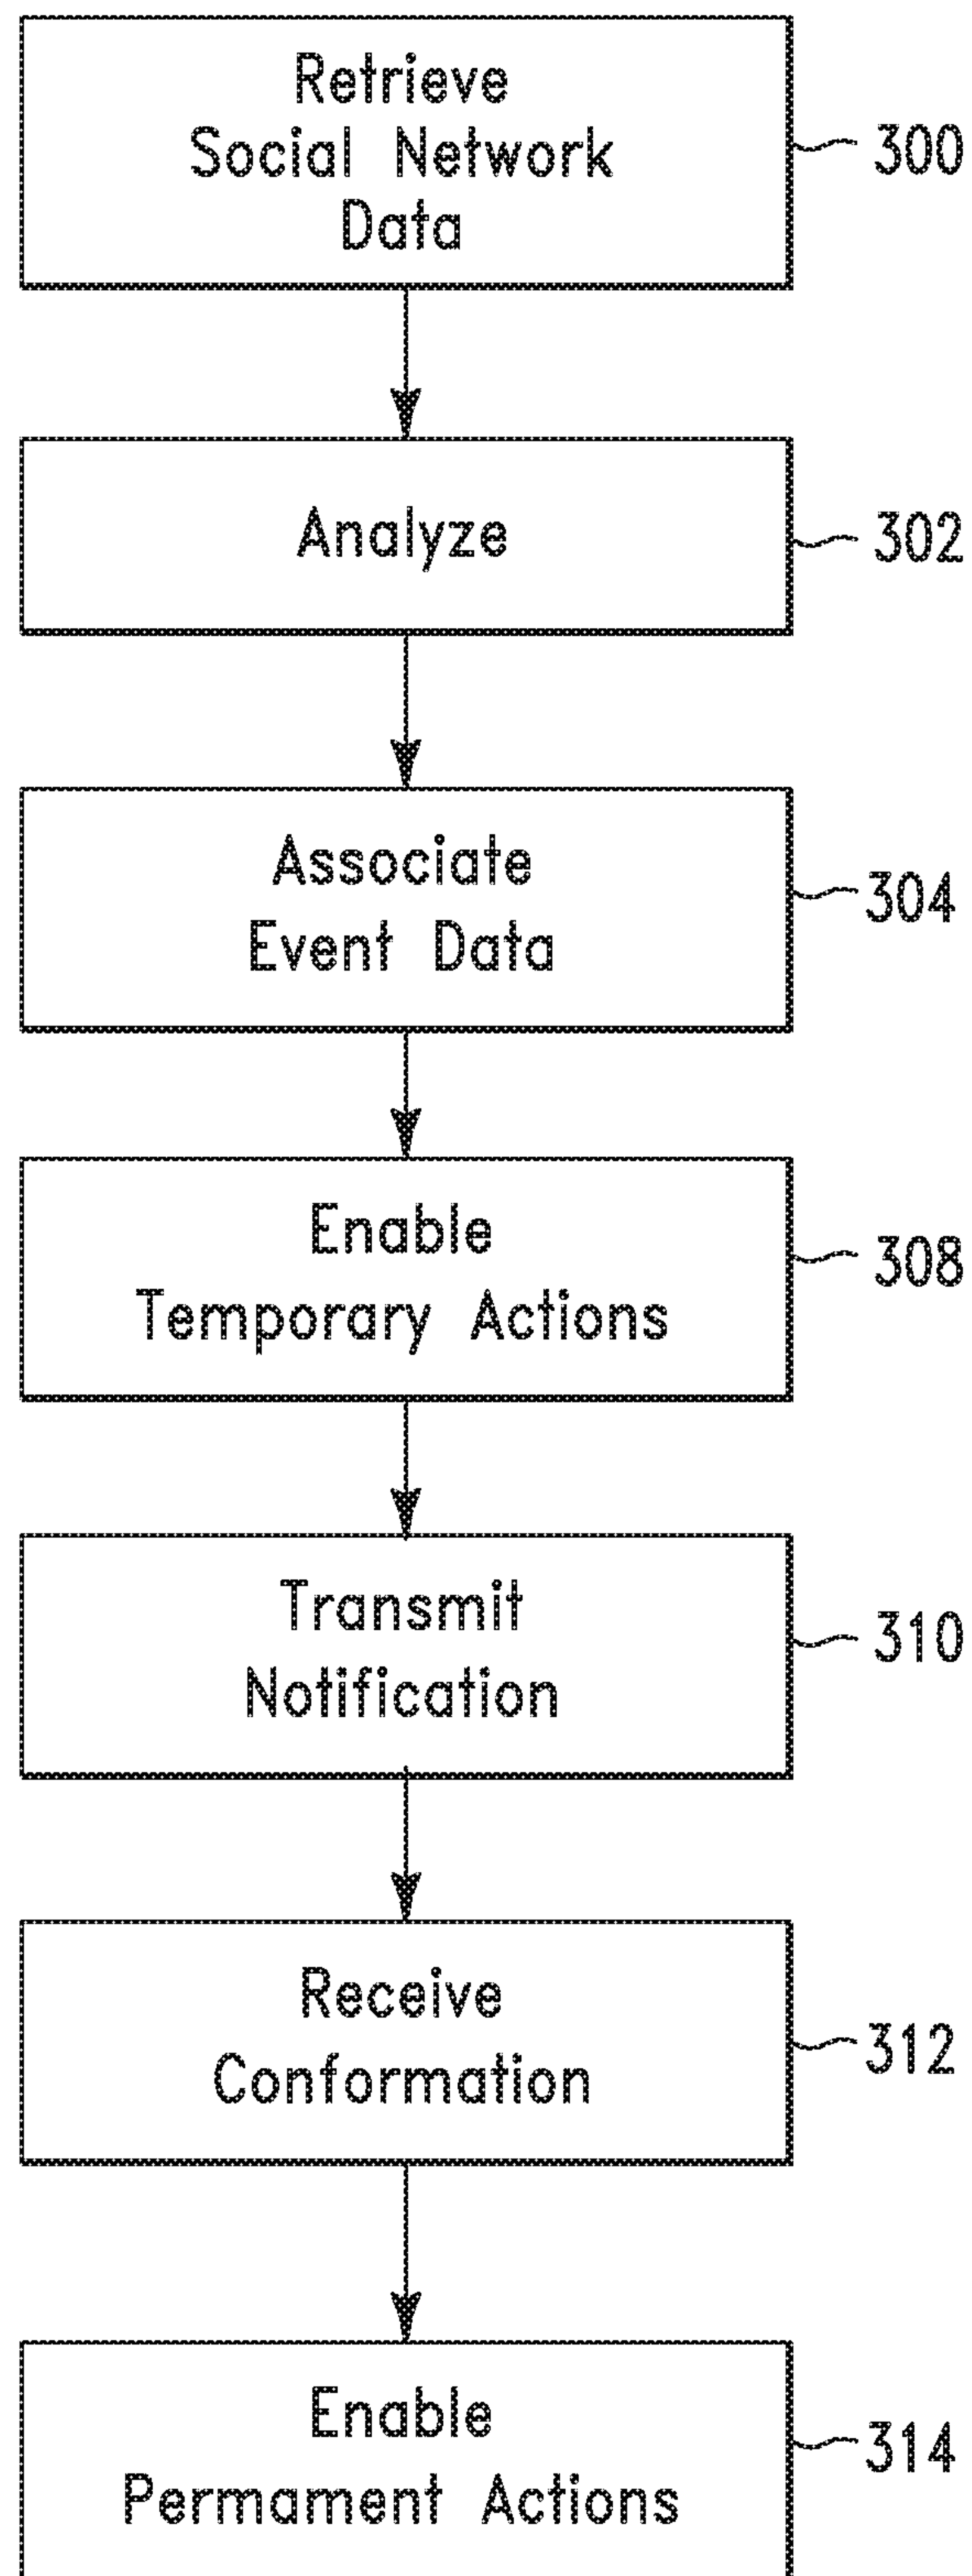 Retrieve
Social Network
Data
300
Analyze
302
Associate
Event Data
304
Enable
Temporary Actions
308
Transmit
Notification
310
Receive
Conformation
312
Enable
Permament Actions
314